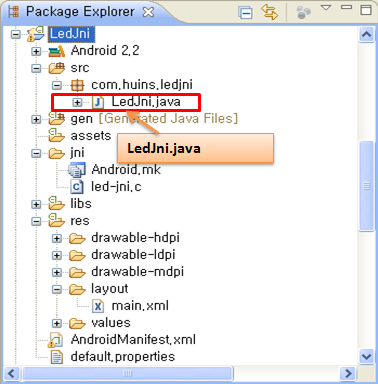 Package Explorer
LedJni
Android 2.2
src
com.huins.ledjni
LedJni.java
gen [Generated Java Files]
assets
LedJni.java
jni
Android.mk
led-jni.c
libs
res
drawable-hdpi
drawable-ldpi
drawable-mdpi
layout
main.xml
values
AndroidManifest.xml
default.properties